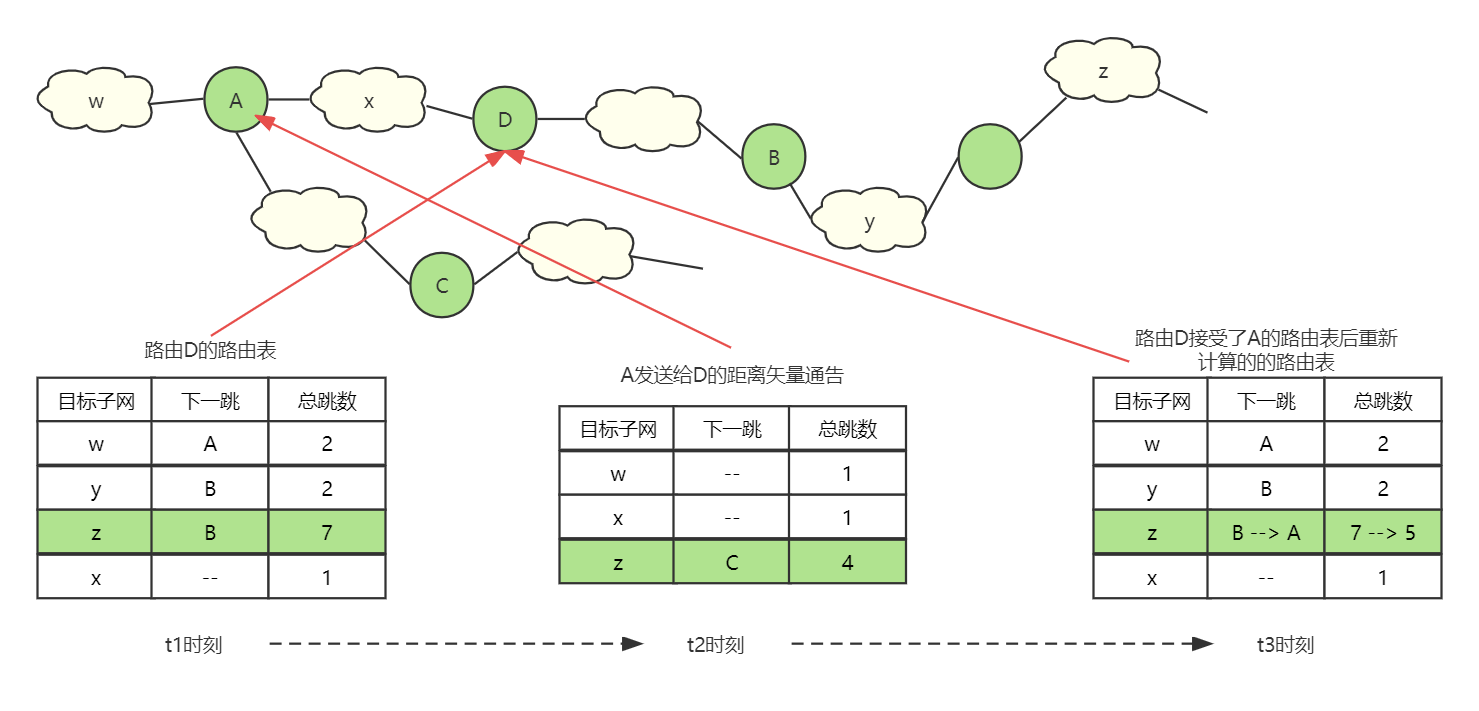 z
w
A
x
D
B
y
C
路由D的路由表
目标子网 下一跳 总跳数
w A 2
y B 2
z B 7
x -- 1
A发送给D的距离矢量通告
目标子网 下一跳 总跳数
w -- 1
x -- 1
z C 4
路由D接受了A的路由表后重新
计算的的路由表
目标子网 下一跳 总跳数
w A 2
y B 2
z B --> A 7 --> 5
x -- 1
t1时刻
t2时刻
t3时刻